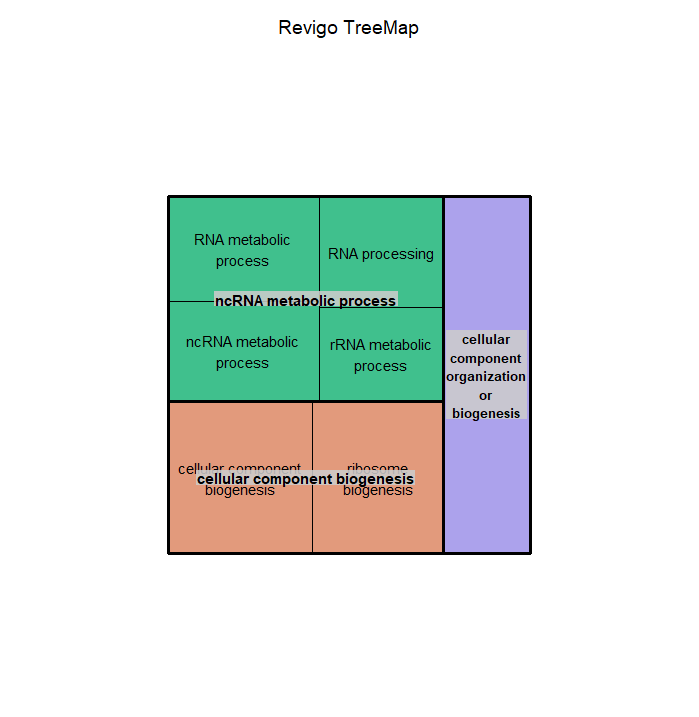 Revigo TreeMap
RNA metabolic
process
RNA processing
ncRNA metabolic process
ncRNA metabolic
process
rRNA metabolic
process
cellular
component
organization
or
biogenesis
cellular component
biogenesis
ribosome
biogenesis
cellular component biogenesis